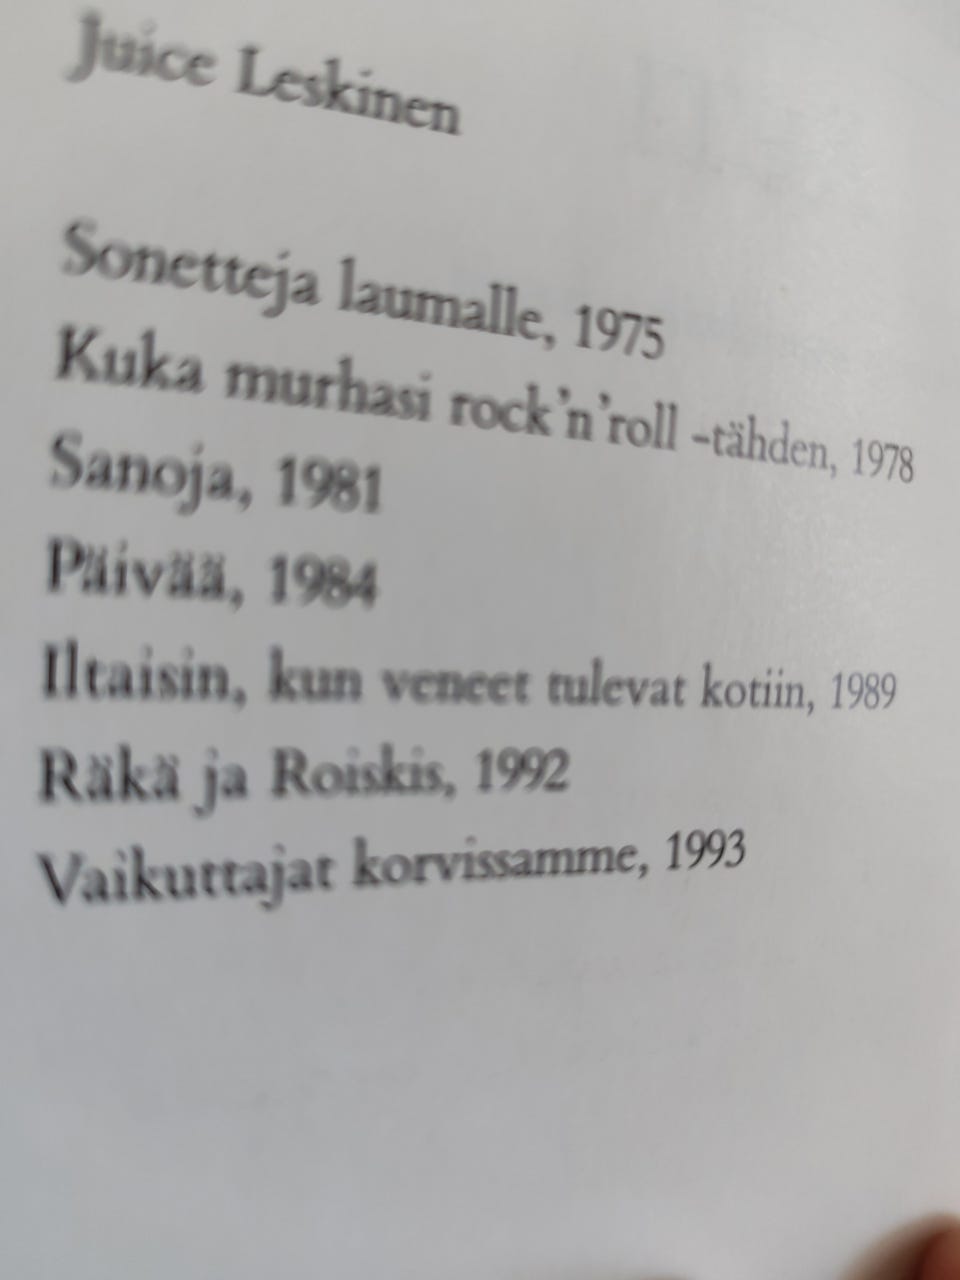 Juice Leskinen
Sonetteja laumalle, 1975
Kuka murhasi rock'n'roll -tähden, 1978
Sanoja, 1981
Päivää, 1984
Iltaisin, kun veneet tulevat kotiin, 1989
Räkä ja Roiskis, 1992
Vaikuttajat korvissamme, 1993